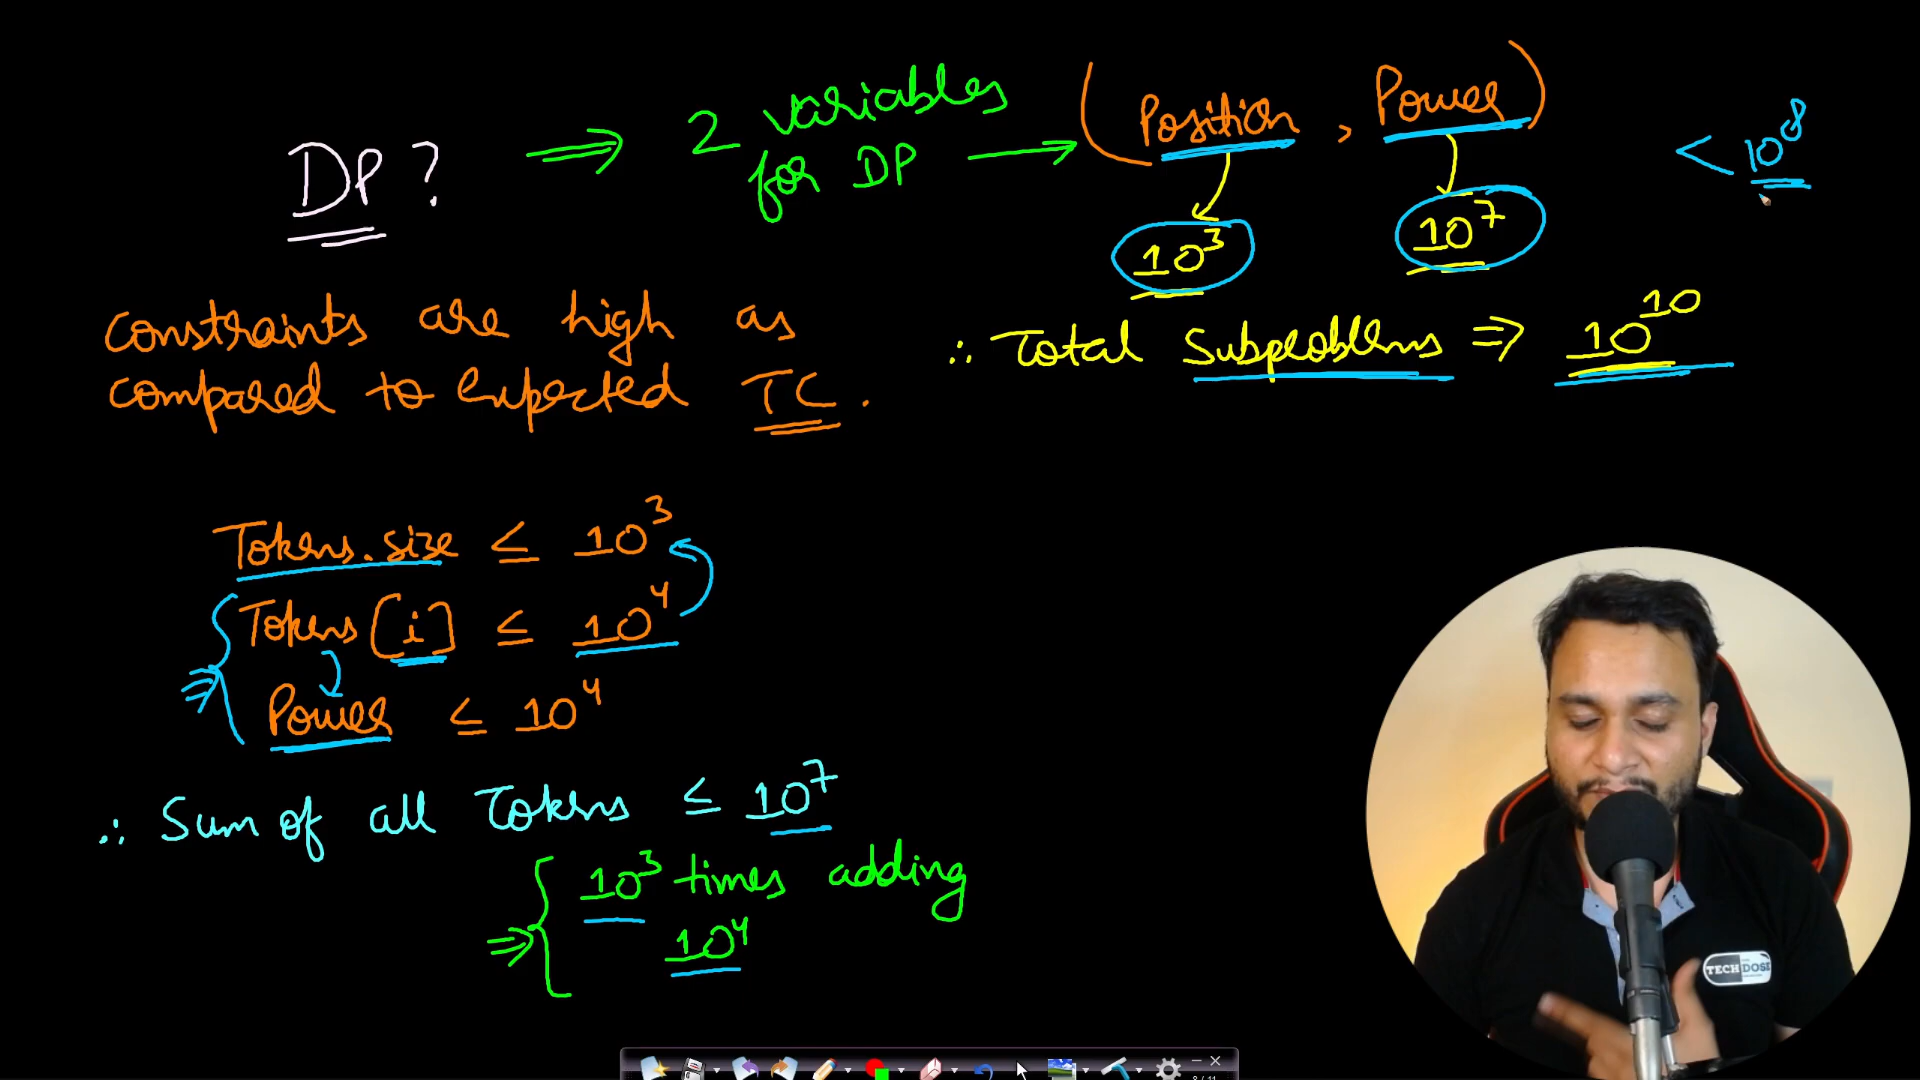 DP? ⇒ 2 variables for DP → (Position, Power) < 10^8
10^3 10^7
∴ Total Subproblems ⇒ 10^10
Constraints are high as
compared to expected TC.
Tokens.size ≤ 10^3
Tokens[i] ≤ 10^4
Power ≤ 10^4
∴ Sum of all Tokens ≤ 10^7
⇒ { 10^3 times adding
10^4
TECH DOSE